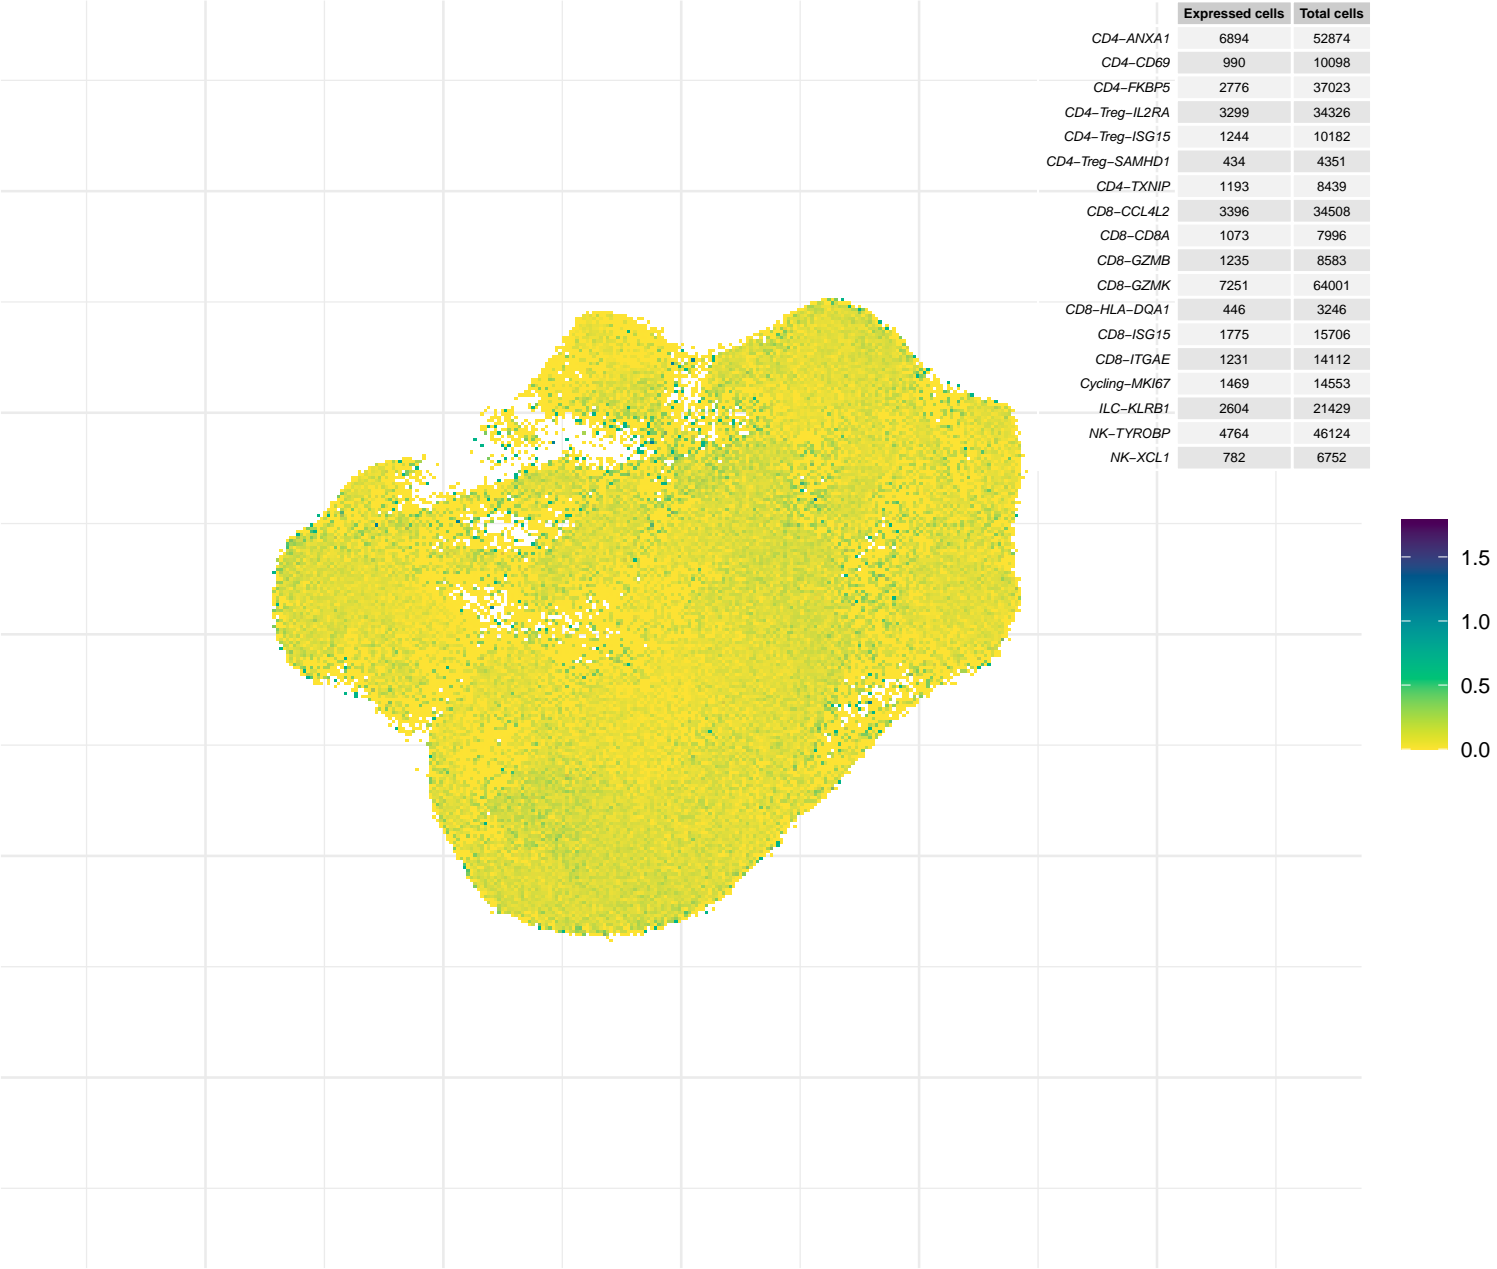 Expressed cells Total cells
CD4−ANXA1 6894 52874
CD4−CD69 990 10098
CD4−FKBP5 2776 37023
CD4−Treg−IL2RA 3299 34326
CD4−Treg−ISG15 1244 10182
CD4−Treg−SAMHD1 434 4351
CD4−TXNIP 1193 8439
CD8−CCL4L2 3396 34508
CD8−CD8A 1073 7996
CD8−GZMB 1235 8583
CD8−GZMK 7251 64001
CD8−HLA−DQA1 446 3246
CD8−ISG15 1775 15706
CD8−ITGAE 1231 14112
Cycling−MKI67 1469 14553
ILC−KLRB1 2604 21429
NK−TYROBP 4764 46124
NK−XCL1 782 6752
1.5
1.0
0.5
0.0